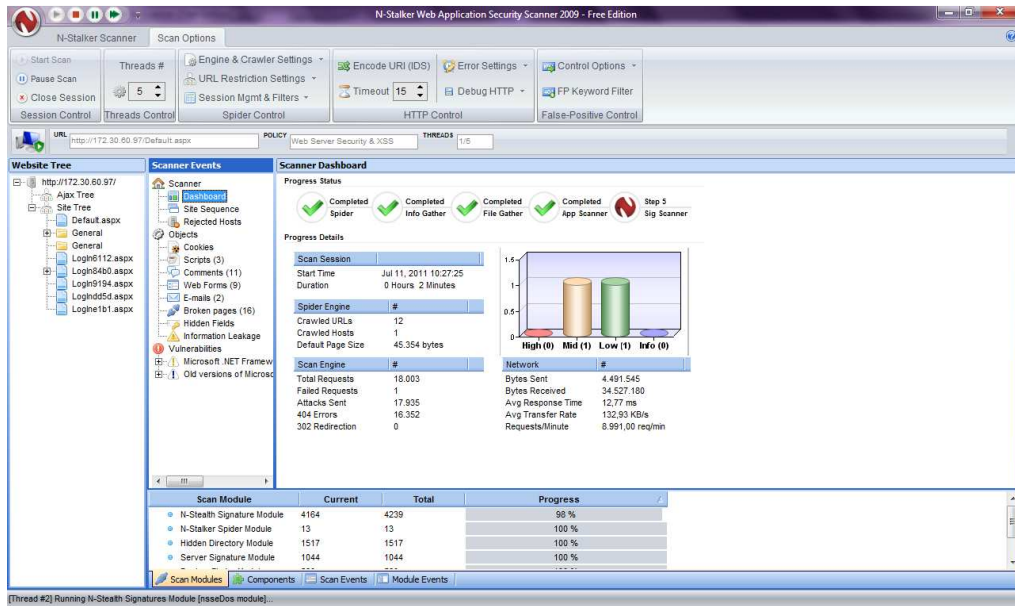 N-Stalker Web Application Security Scanner 2009 - Free Edition
N-Stalker Scanner
Scan Options
Start Scan
Pause Scan
Close Session
Session Control
Threads #
5
Threads Control
Engine & Crawler Settings
URL Restriction Settings
Session Mgmt & Filters
Spider Control
Encode URI (IDS)
Timeout 15
Error Settings
Debug HTTP
HTTP Control
Control Options
FP Keyword Filter
False-Positive Control
URL http://172.30.60.97/Default.aspx
POLICY Web Server Security & XSS
THREADS 1/5
Website Tree
http://172.30.60.97/
Ajax Tree
Site Tree
Default.aspx
General
General
LogIn6112.aspx
LogIn84b0.aspx
LogIn9194.aspx
LogIndd5d.aspx
LogIne1b1.aspx
Scanner Events
Scanner
Dashboard
Site Sequence
Rejected Hosts
Objects
Cookies
Scripts (3)
Comments (11)
Web Forms (9)
E-mails (2)
Broken pages (16)
Hidden Fields
Information Leakage
Vulnerabilities
Microsoft .NET Framew
Old versions of Microsc
Scanner Dashboard
Progress Status
Completed Spider
Completed Info Gather
Completed File Gather
Completed App Scanner
Step 5 Sig Scanner
Progress Details
Scan Session
Start Time Jul 11, 2011 10:27:25
Duration 0 Hours 2 Minutes
Spider Engine #
Crawled URLs 12
Crawled Hosts 1
Default Page Size 45.354 bytes
Scan Engine #
Total Requests 18.003
Failed Requests 1
Attacks Sent 17.935
404 Errors 16.352
302 Redirection 0
1.5
1
0.5
0
High (0) Mid (1) Low (1) Info (0)
Network #
Bytes Sent 4.491.545
Bytes Received 34.527.180
Avg Response Time 12,77 ms
Avg Transfer Rate 132,93 KB/s
Requests/Minute 8.991,00 req/min
Scan Module Current Total Progress
N-Stealth Signature Module 4164 4239 98 %
N-Stalker Spider Module 13 13 100 %
Hidden Directory Module 1517 1517 100 %
Server Signature Module 1044 1044 100 %
Scan Modules
Components
Scan Events
Module Events
[Thread #2] Running N-Stealth Signatures Module [nsseDos module]...